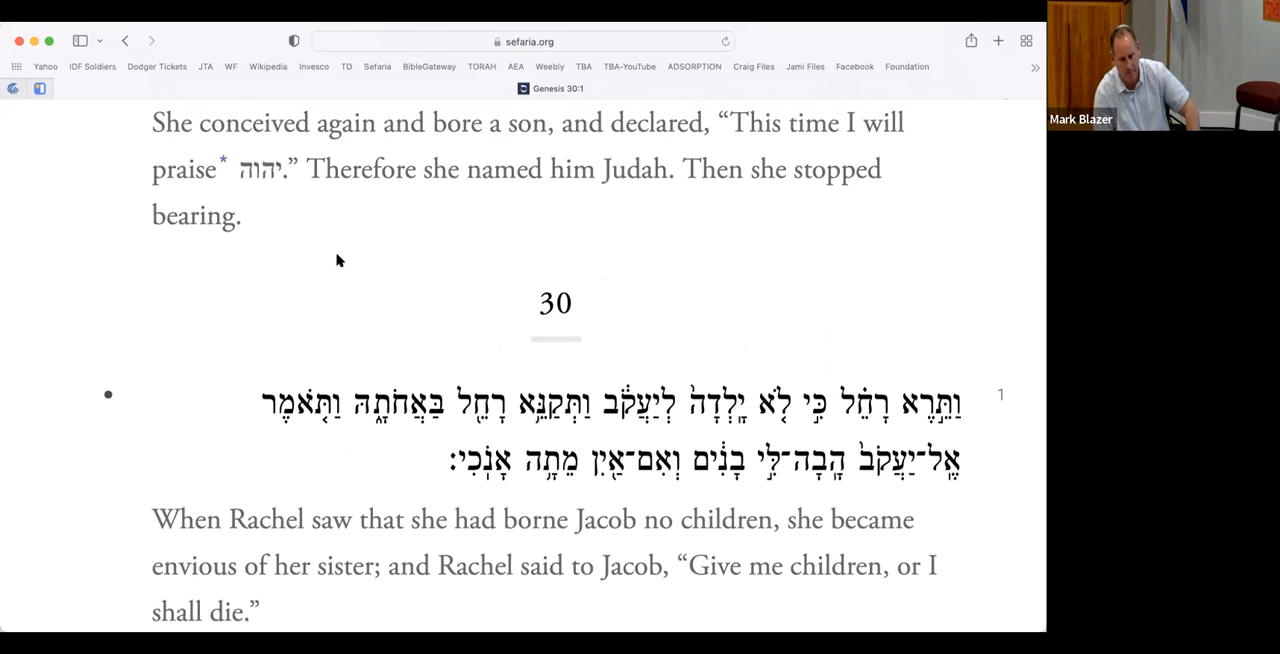 sefaria.org
Yahoo IDF Soldiers Dodger Tickets JTA WF Wikipedia Invesco TD Sefaria BibleGateway TORAH AEA Weebly TBA TBA-YouTube ADSORPTION Craig Files Jami Files Facebook Foundation
Genesis 30:1
Mark Blazer
She conceived again and bore a son, and declared, “This time I will
praise* יהוה.” Therefore she named him Judah. Then she stopped
bearing.
30
1
וַתֵּ֣רֶא רָחֵ֗ל כִּ֣י לֹ֤א יָֽלְדָה֙ לְיַעֲקֹ֔ב וַתְּקַנֵּ֥א רָחֵ֖ל בַּאֲחֹתָ֑הּ וַתֹּ֤אמֶר
אֶֽל־יַעֲקֹב֙ הָֽבָה־לִּ֣י בָנִ֔ים וְאִם־אַ֖יִן מֵתָ֥ה אָנֹֽכִי׃
When Rachel saw that she had borne Jacob no children, she became
envious of her sister; and Rachel said to Jacob, “Give me children, or I
shall die.”